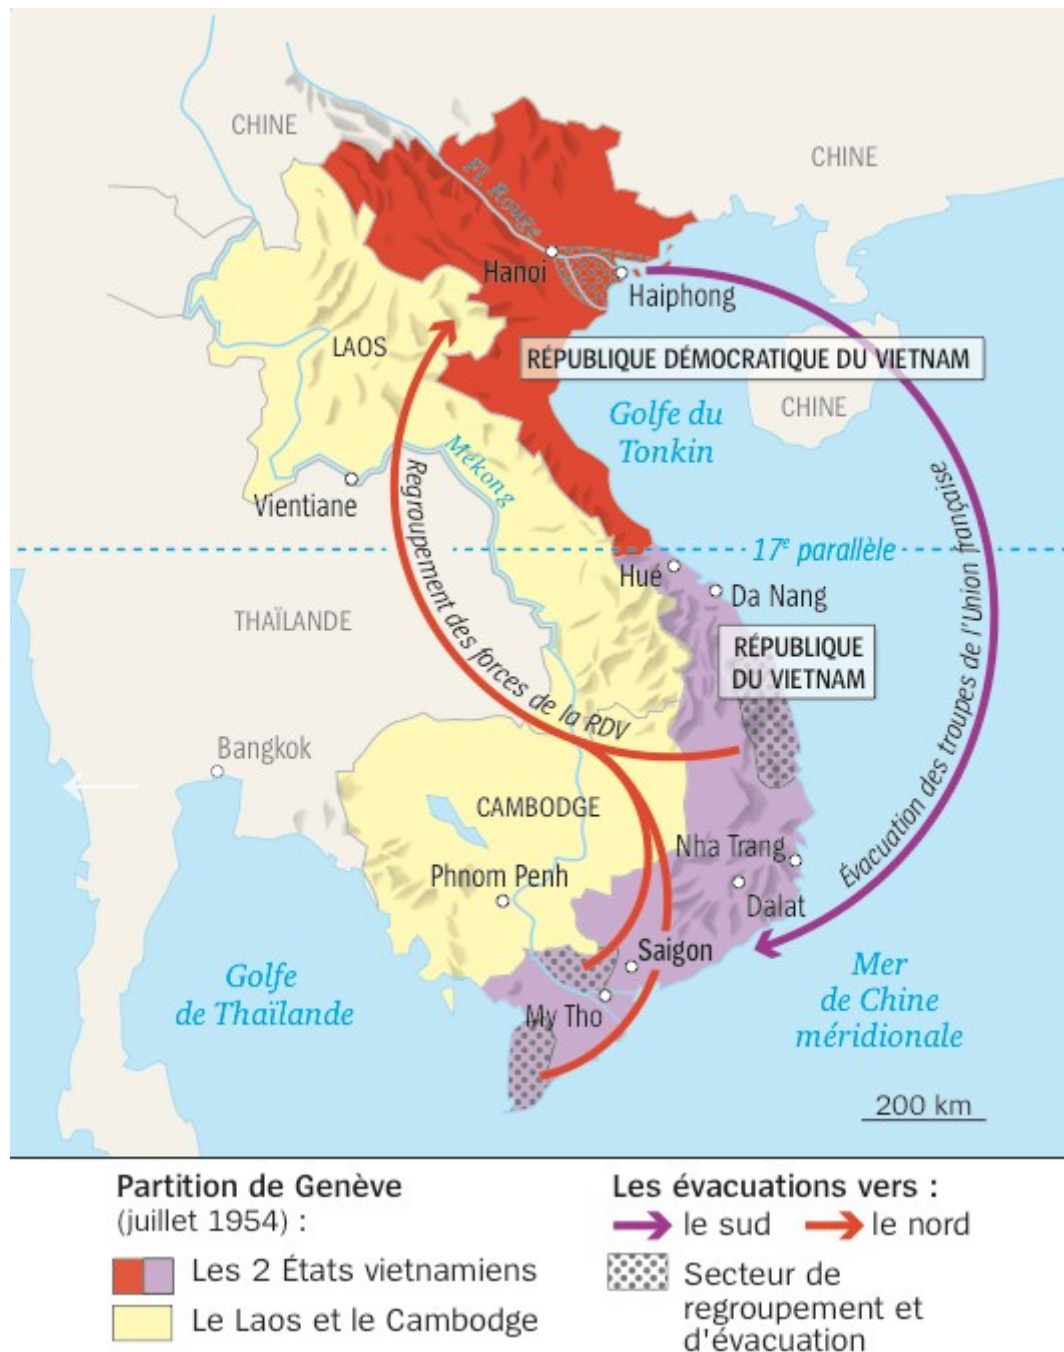 CHINE
CHINE
Fl. Rouge
Hanoi
Haiphong
LAOS
RÉPUBLIQUE DÉMOCRATIQUE DU VIETNAM
CHINE
Golfe du
Tonkin
Mékong
Vientiane
Regroupement des forces de la RDV
Évacuation des troupes de l'Union française
17e parallèle
Hué
Da Nang
THAÏLANDE
RÉPUBLIQUE
DU VIETNAM
Bangkok
CAMBODGE
Nha Trang
Phnom Penh
Dalat
Saigon
Golfe
de Thaïlande
My Tho
Mer
de Chine
méridionale
200 km
Partition de Genève
(juillet 1954) :
Les 2 États vietnamiens
Le Laos et le Cambodge
Les évacuations vers :
le sud
le nord
Secteur de
regroupement et
d'évacuation